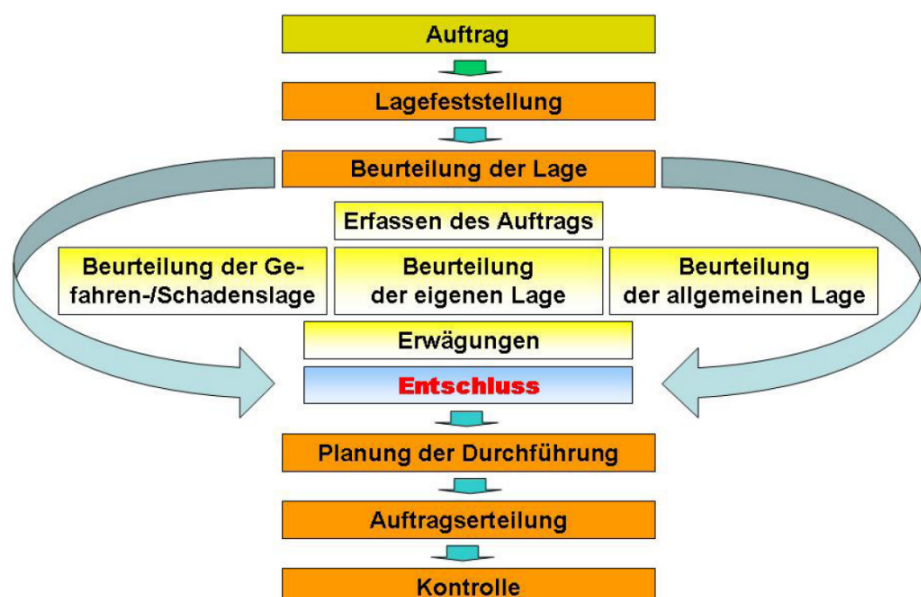 Auftrag
Lagefeststellung
Beurteilung der Lage
Erfassen des Auftrags
Beurteilung der Ge-
fahren-/Schadenslage
Beurteilung
der eigenen Lage
Beurteilung
der allgemeinen Lage
Erwägungen
Entschluss
Planung der Durchführung
Auftragserteilung
Kontrolle